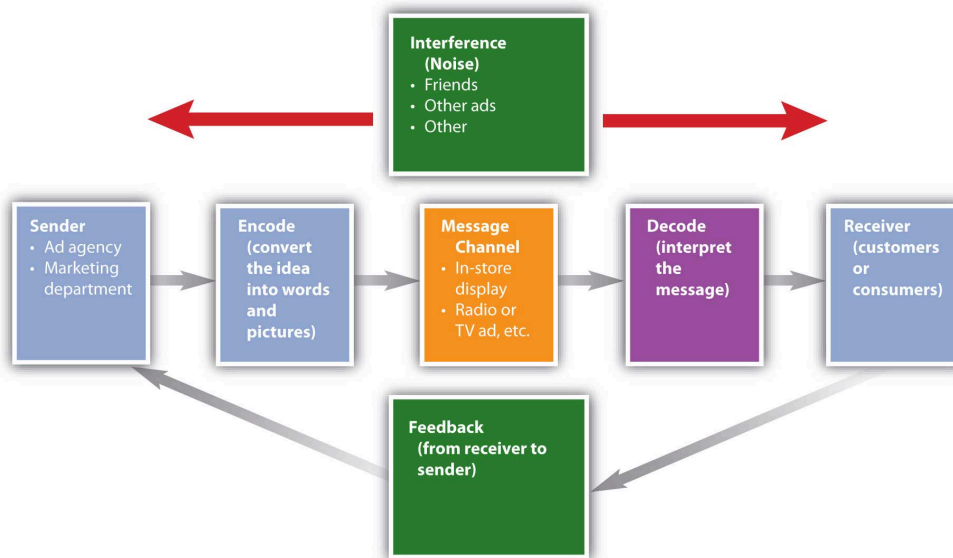 Interference
(Noise)
• Friends
• Other ads
• Other
Sender
• Ad agency
• Marketing
department
Encode
(convert
the idea
into words
and
pictures)
Message
Channel
• In-store
display
• Radio or
TV ad, etc.
Decode
(interpret
the
message)
Receiver
(customers
or
consumers)
Feedback
(from receiver to
sender)